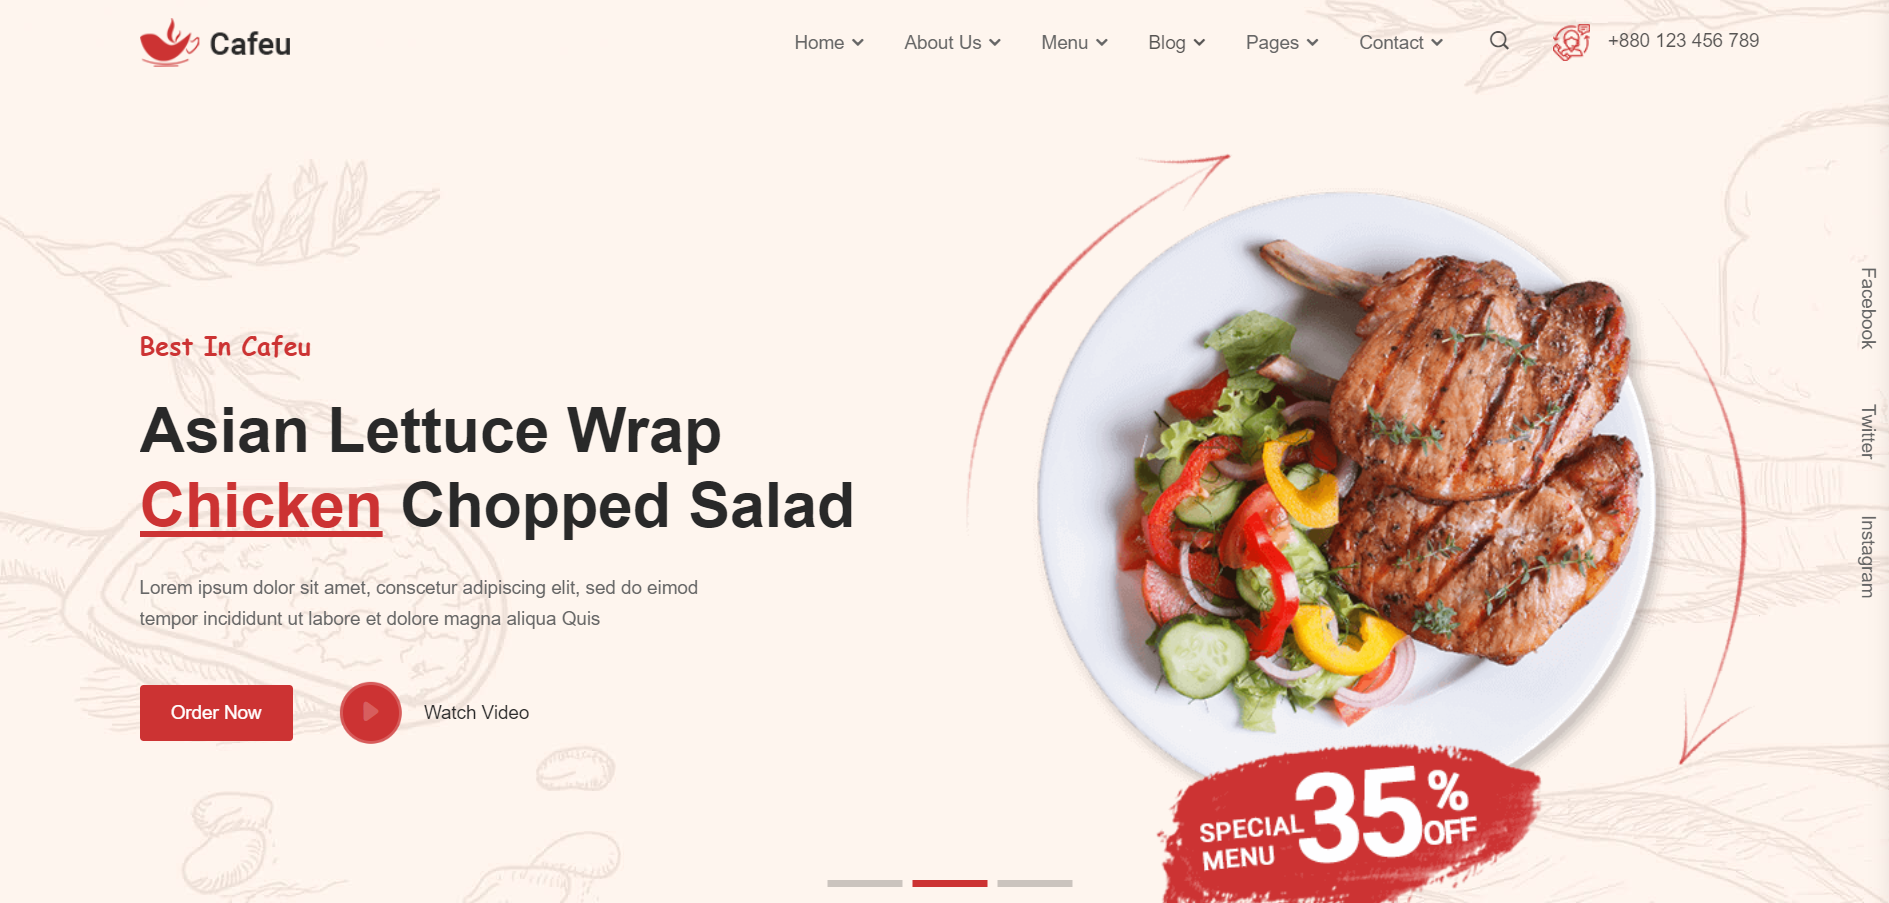 Cafeu
Home
About Us
Menu
Blog
Pages
Contact
+880 123 456 789
Best In Cafeu
Asian Lettuce Wrap
Chicken Chopped Salad
Lorem ipsum dolor sit amet, conscetur adipiscing elit, sed do eimod
tempor incididunt ut labore et dolore magna aliqua Quis
Order Now
Watch Video
SPECIAL
MENU
35%
OFF
Facebook
Twitter
Instagram